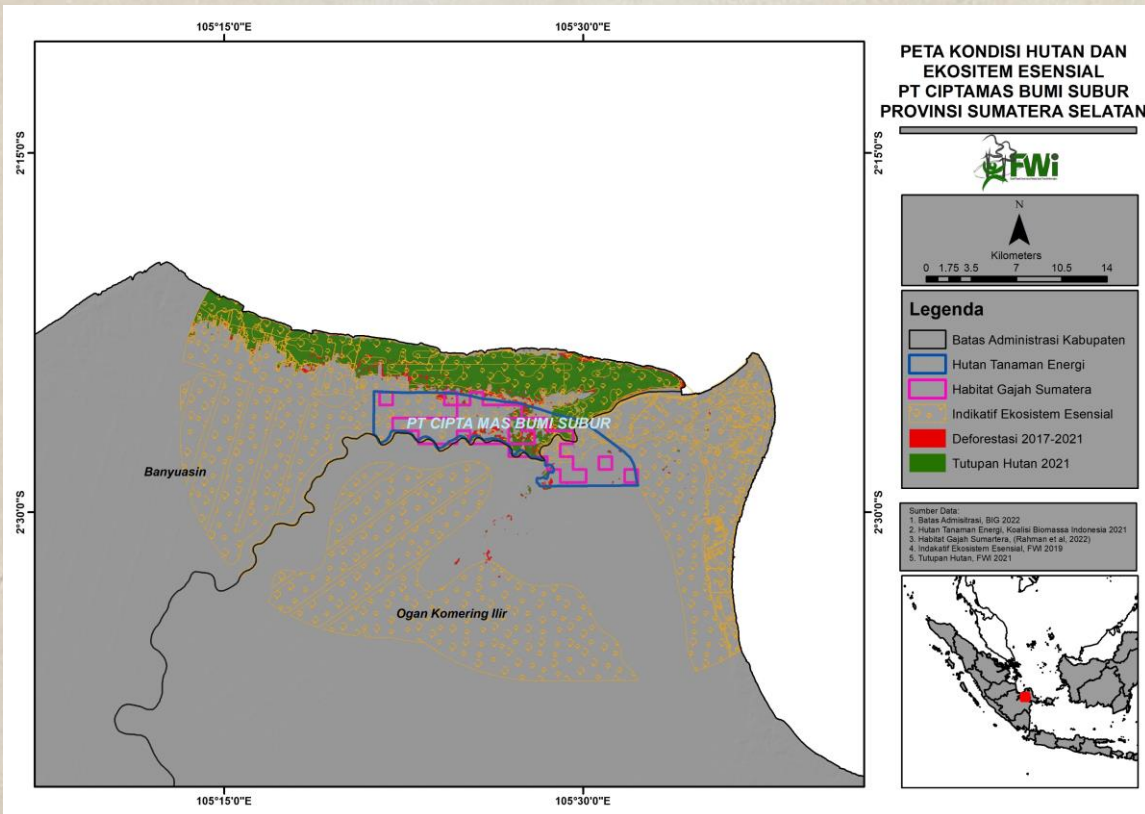 PETA KONDISI HUTAN DAN
EKOSITEM ESENSIAL
PT CIPTAMAS BUMI SUBUR
PROVINSI SUMATERA SELATAN
FWi
N
Kilometers
0 1.75 3.5 7 10.5 14
Legenda
Batas Administrasi Kabupaten
Hutan Tanaman Energi
Habitat Gajah Sumatera
Indikatif Ekosistem Esensial
Deforestasi 2017-2021
Tutupan Hutan 2021
Sumber Data:
1. Batas Admisitrasi, BIG 2022
2. Hutan Tanaman Energi, Koalisi Biomassa Indonesia 2021
3. Habitat Gajah Sumartera, (Rahman et al, 2022)
4. Indakatif Ekosistem Esensial, FWI 2019
5. Tutupan Hutan, FWI 2021
105°15'0"E
105°30'0"E
2°15'0"S
2°15'0"S
PT CIPTA MAS BUMI SUBUR
Banyuasin
2°30'0"S
2°30'0"S
Ogan Komering Ilir
105°15'0"E
105°30'0"E